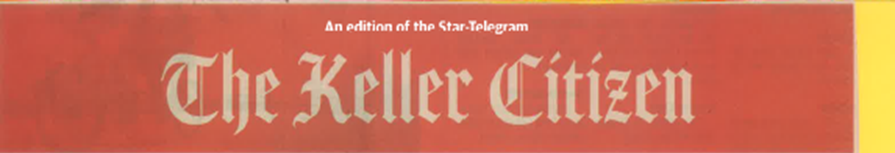 An edition of the Star-Telegram
The Keller Citizen